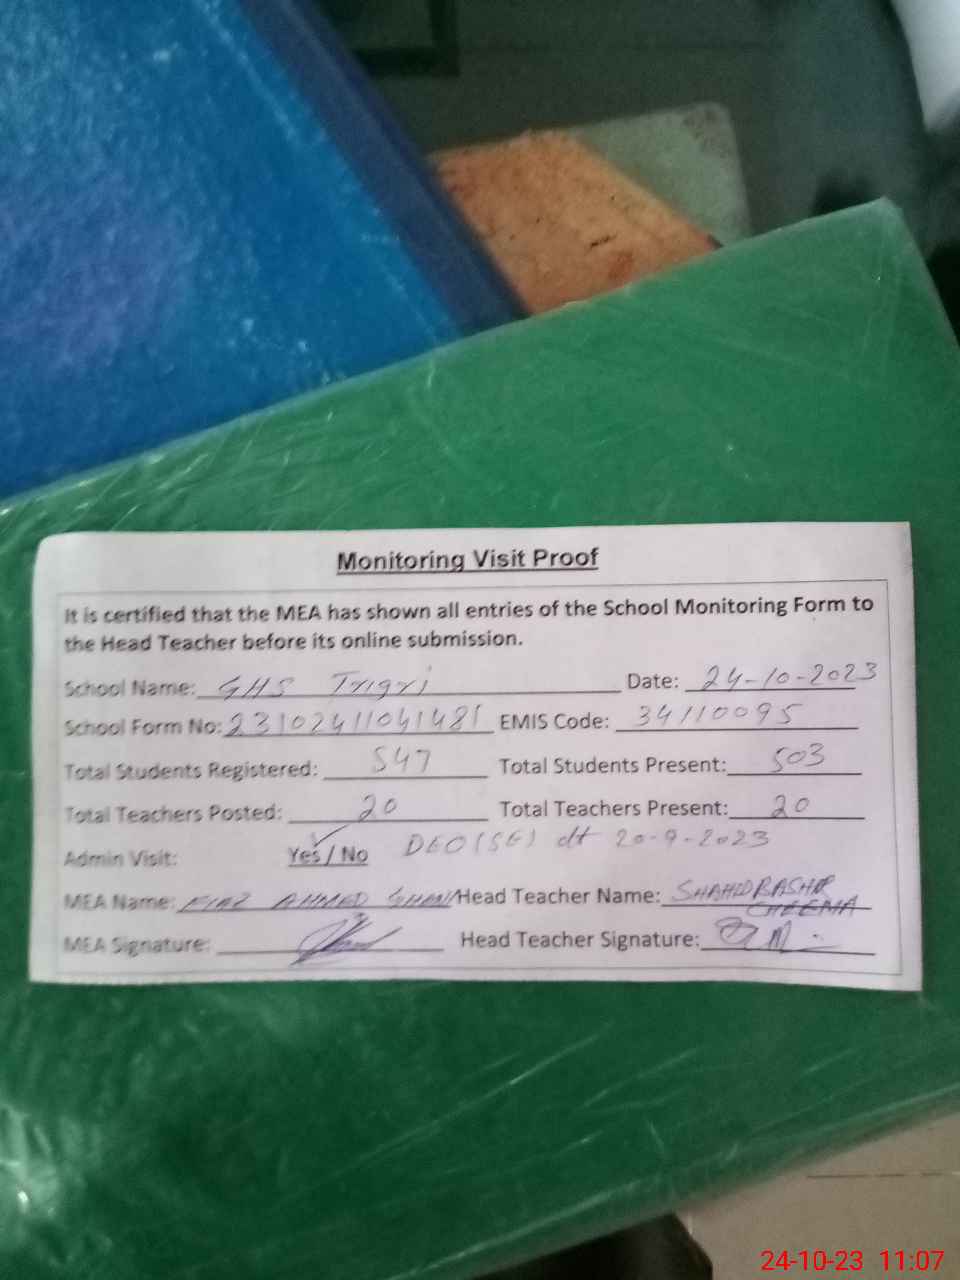 Monitoring Visit Proof
It is certified that the MEA has shown all entries of the School Monitoring Form to
the Head Teacher before its online submission.
School Name: GHS Trigri Date: 24-10-2023
School Form No: 23102411041481 EMIS Code: 34110095
Total Students Registered: 547 Total Students Present: 503
Total Teachers Posted: 20 Total Teachers Present: 20
Admin Visit: Yes / No DEO(SE) dt 20-9-2023
MEA Name: AHMED Head Teacher Name: SHAHID BASHIR
CHEEMA
MEA Signature: Head Teacher Signature:
24-10-23 11:07